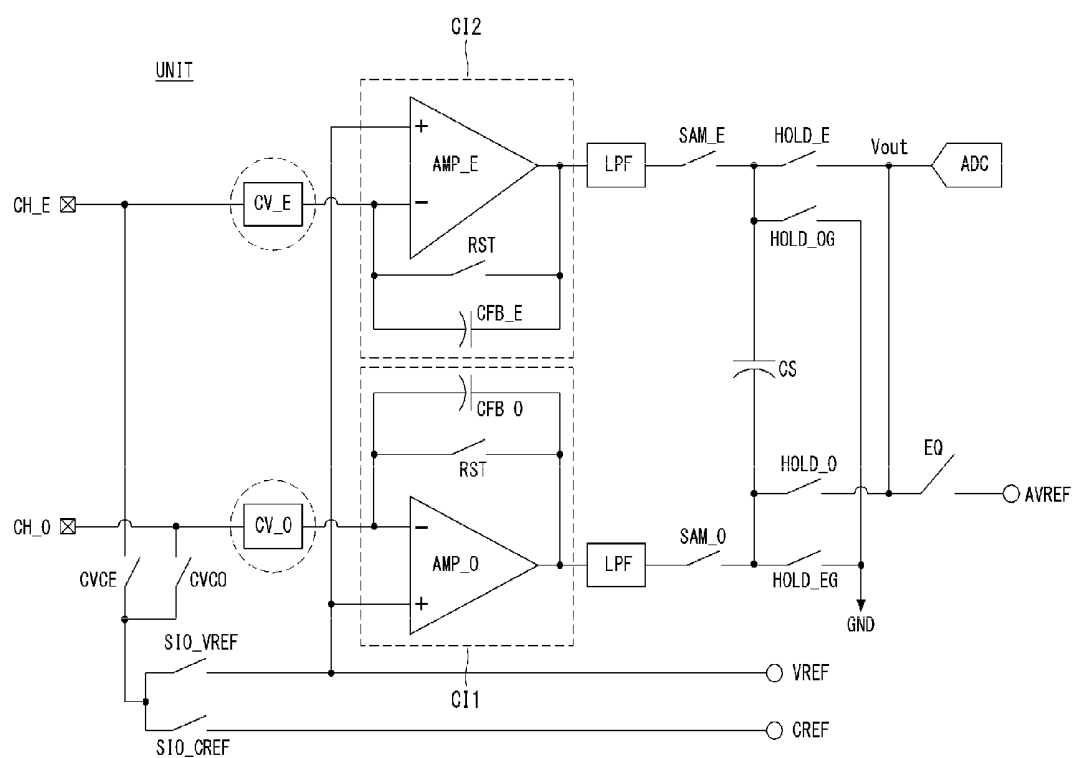 CI2
UNIT
SAM_E
HOLD_E
Vout
+
AMP_E
LPF
ADC
CH_E
CV_E
−
HOLD_OG
RST
CFB_E
CS
CFB_O
RST
HOLD_O
EQ
AVREF
CH_O
CV_O
−
SAM_O
AMP_O
LPF
CVCE
CVCO
HOLD_EG
+
GND
SIO_VREF
VREF
CI1
CREF
SIO_CREF